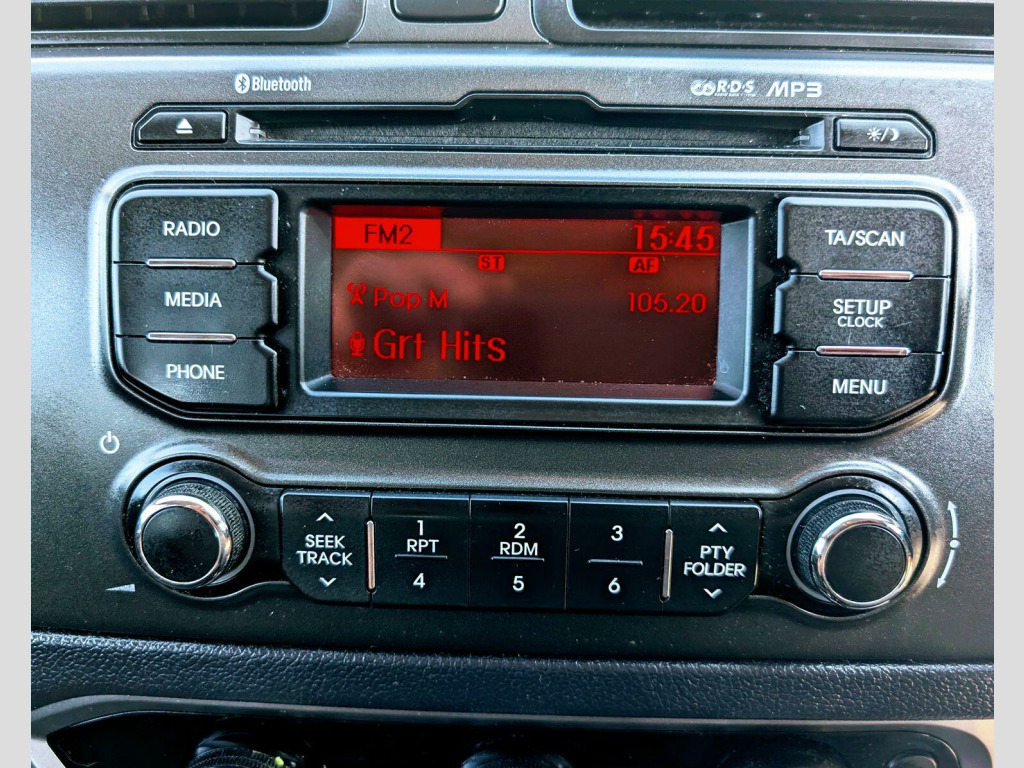 Bluetooth
R·D·S MP3
RADIO
MEDIA
PHONE
FM2 15:45
ST AF
Pop M 105.20
Grt Hits
TA/SCAN
SETUP
CLOCK
MENU
SEEK
TRACK
1
RPT
4
2
RDM
5
3
6
PTY
FOLDER